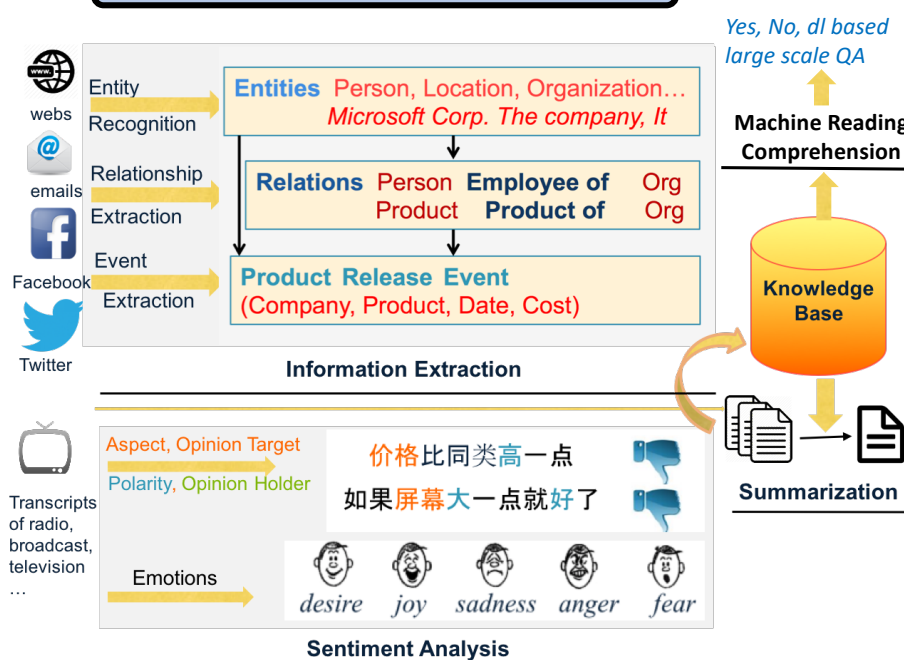 Yes, No, dl based
large scale QA
Machine Reading
Comprehension
Knowledge
Base
Summarization
www.
webs
@
emails
f
Facebook
Twitter
Entity
Recognition
Relationship
Extraction
Event
Extraction
Entities Person, Location, Organization…
Microsoft Corp. The company, It
Relations Person Employee of Org
Product Product of Org
Product Release Event
(Company, Product, Date, Cost)
Information Extraction
Transcripts
of radio,
broadcast,
television
…
Aspect, Opinion Target
Polarity, Opinion Holder
价格比同类高一点
如果屏幕大一点就好了
Emotions
desire joy sadness anger fear
Sentiment Analysis